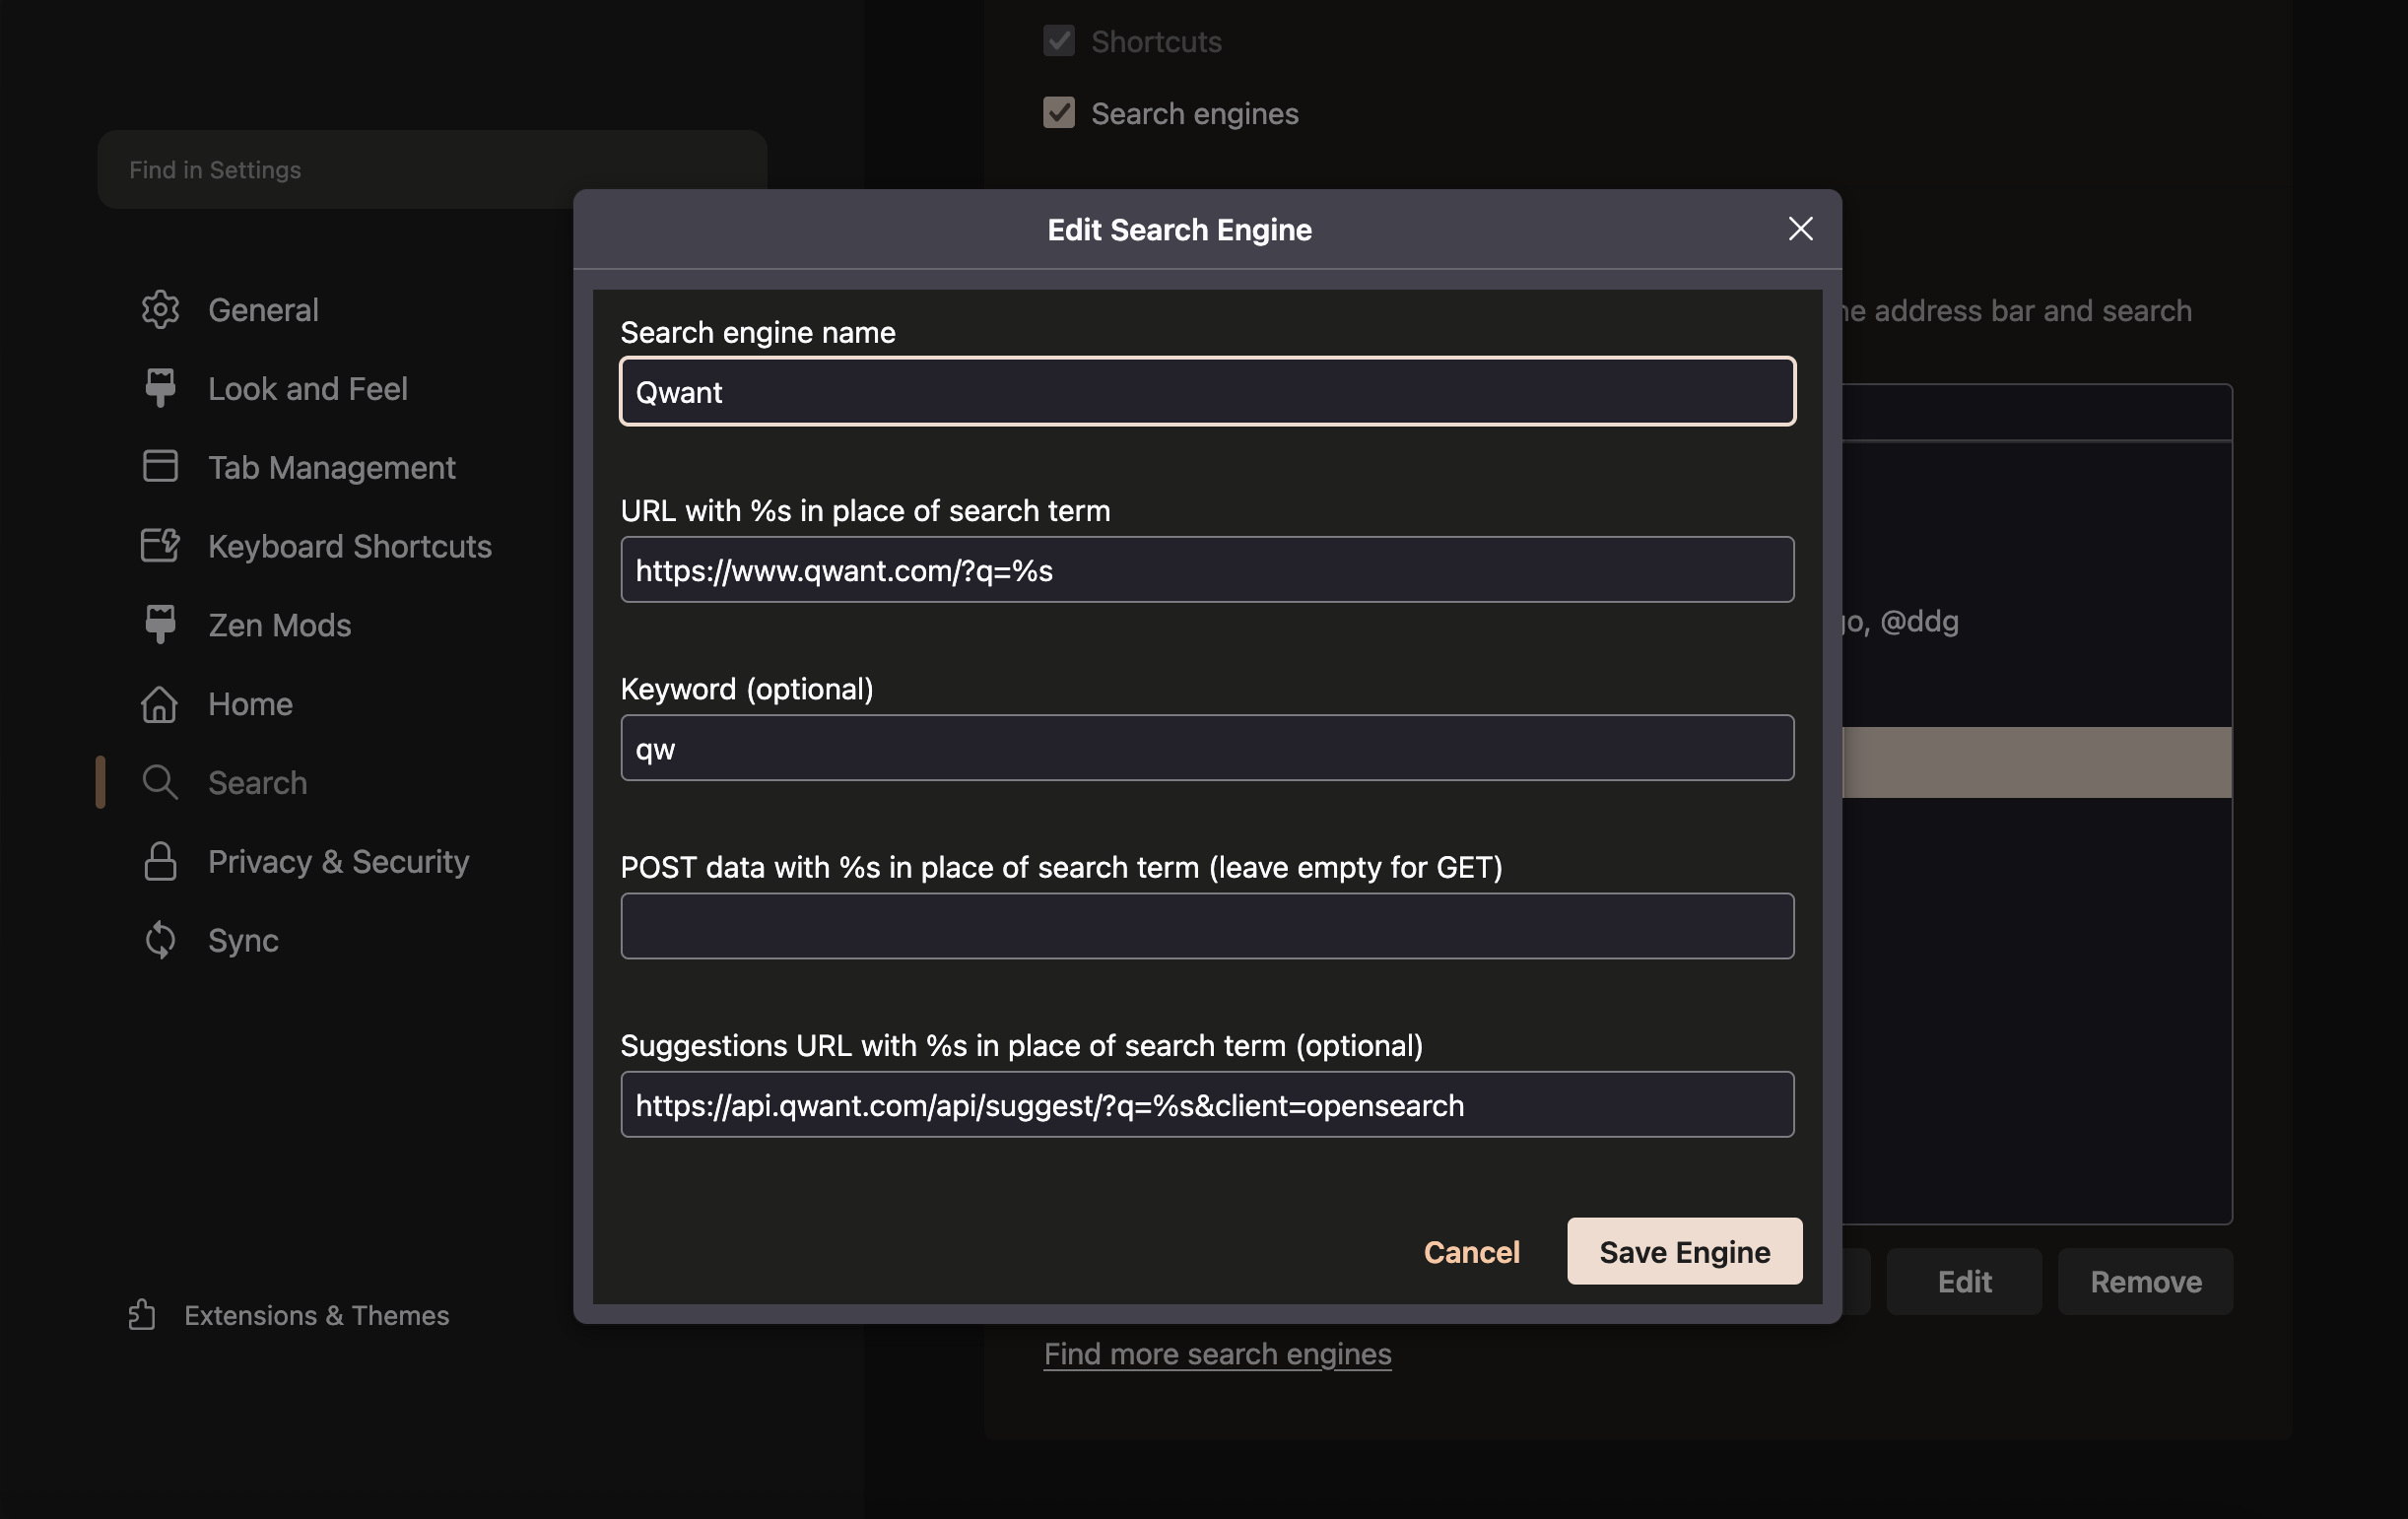 Shortcuts
Search engines
Find in Settings
General
Look and Feel
Tab Management
Keyboard Shortcuts
Zen Mods
Home
Search
Privacy & Security
Sync
Extensions & Themes
Edit Search Engine
Search engine name
Qwant
URL with %s in place of search term
https://www.qwant.com/?q=%s
Keyword (optional)
qw
POST data with %s in place of search term (leave empty for GET)
Suggestions URL with %s in place of search term (optional)
https://api.qwant.com/api/suggest/?q=%s&client=opensearch
Cancel
Save Engine
address bar and search
@ddg
Edit
Remove
Find more search engines